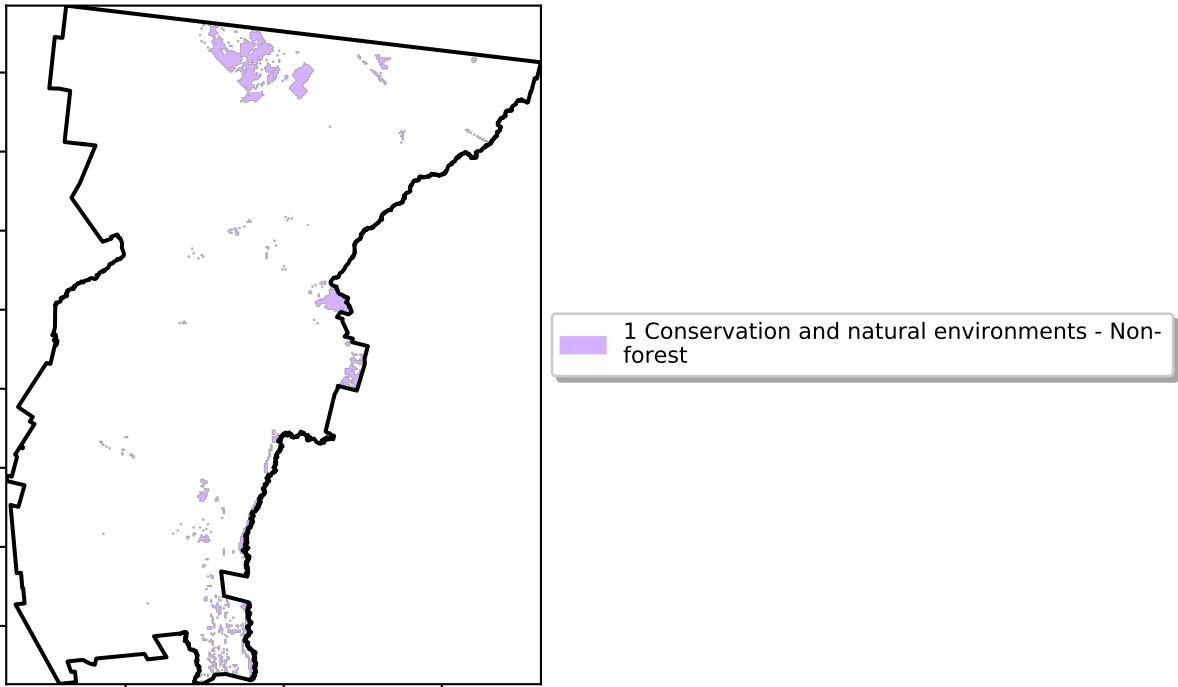 1 Conservation and natural environments - Non-
forest